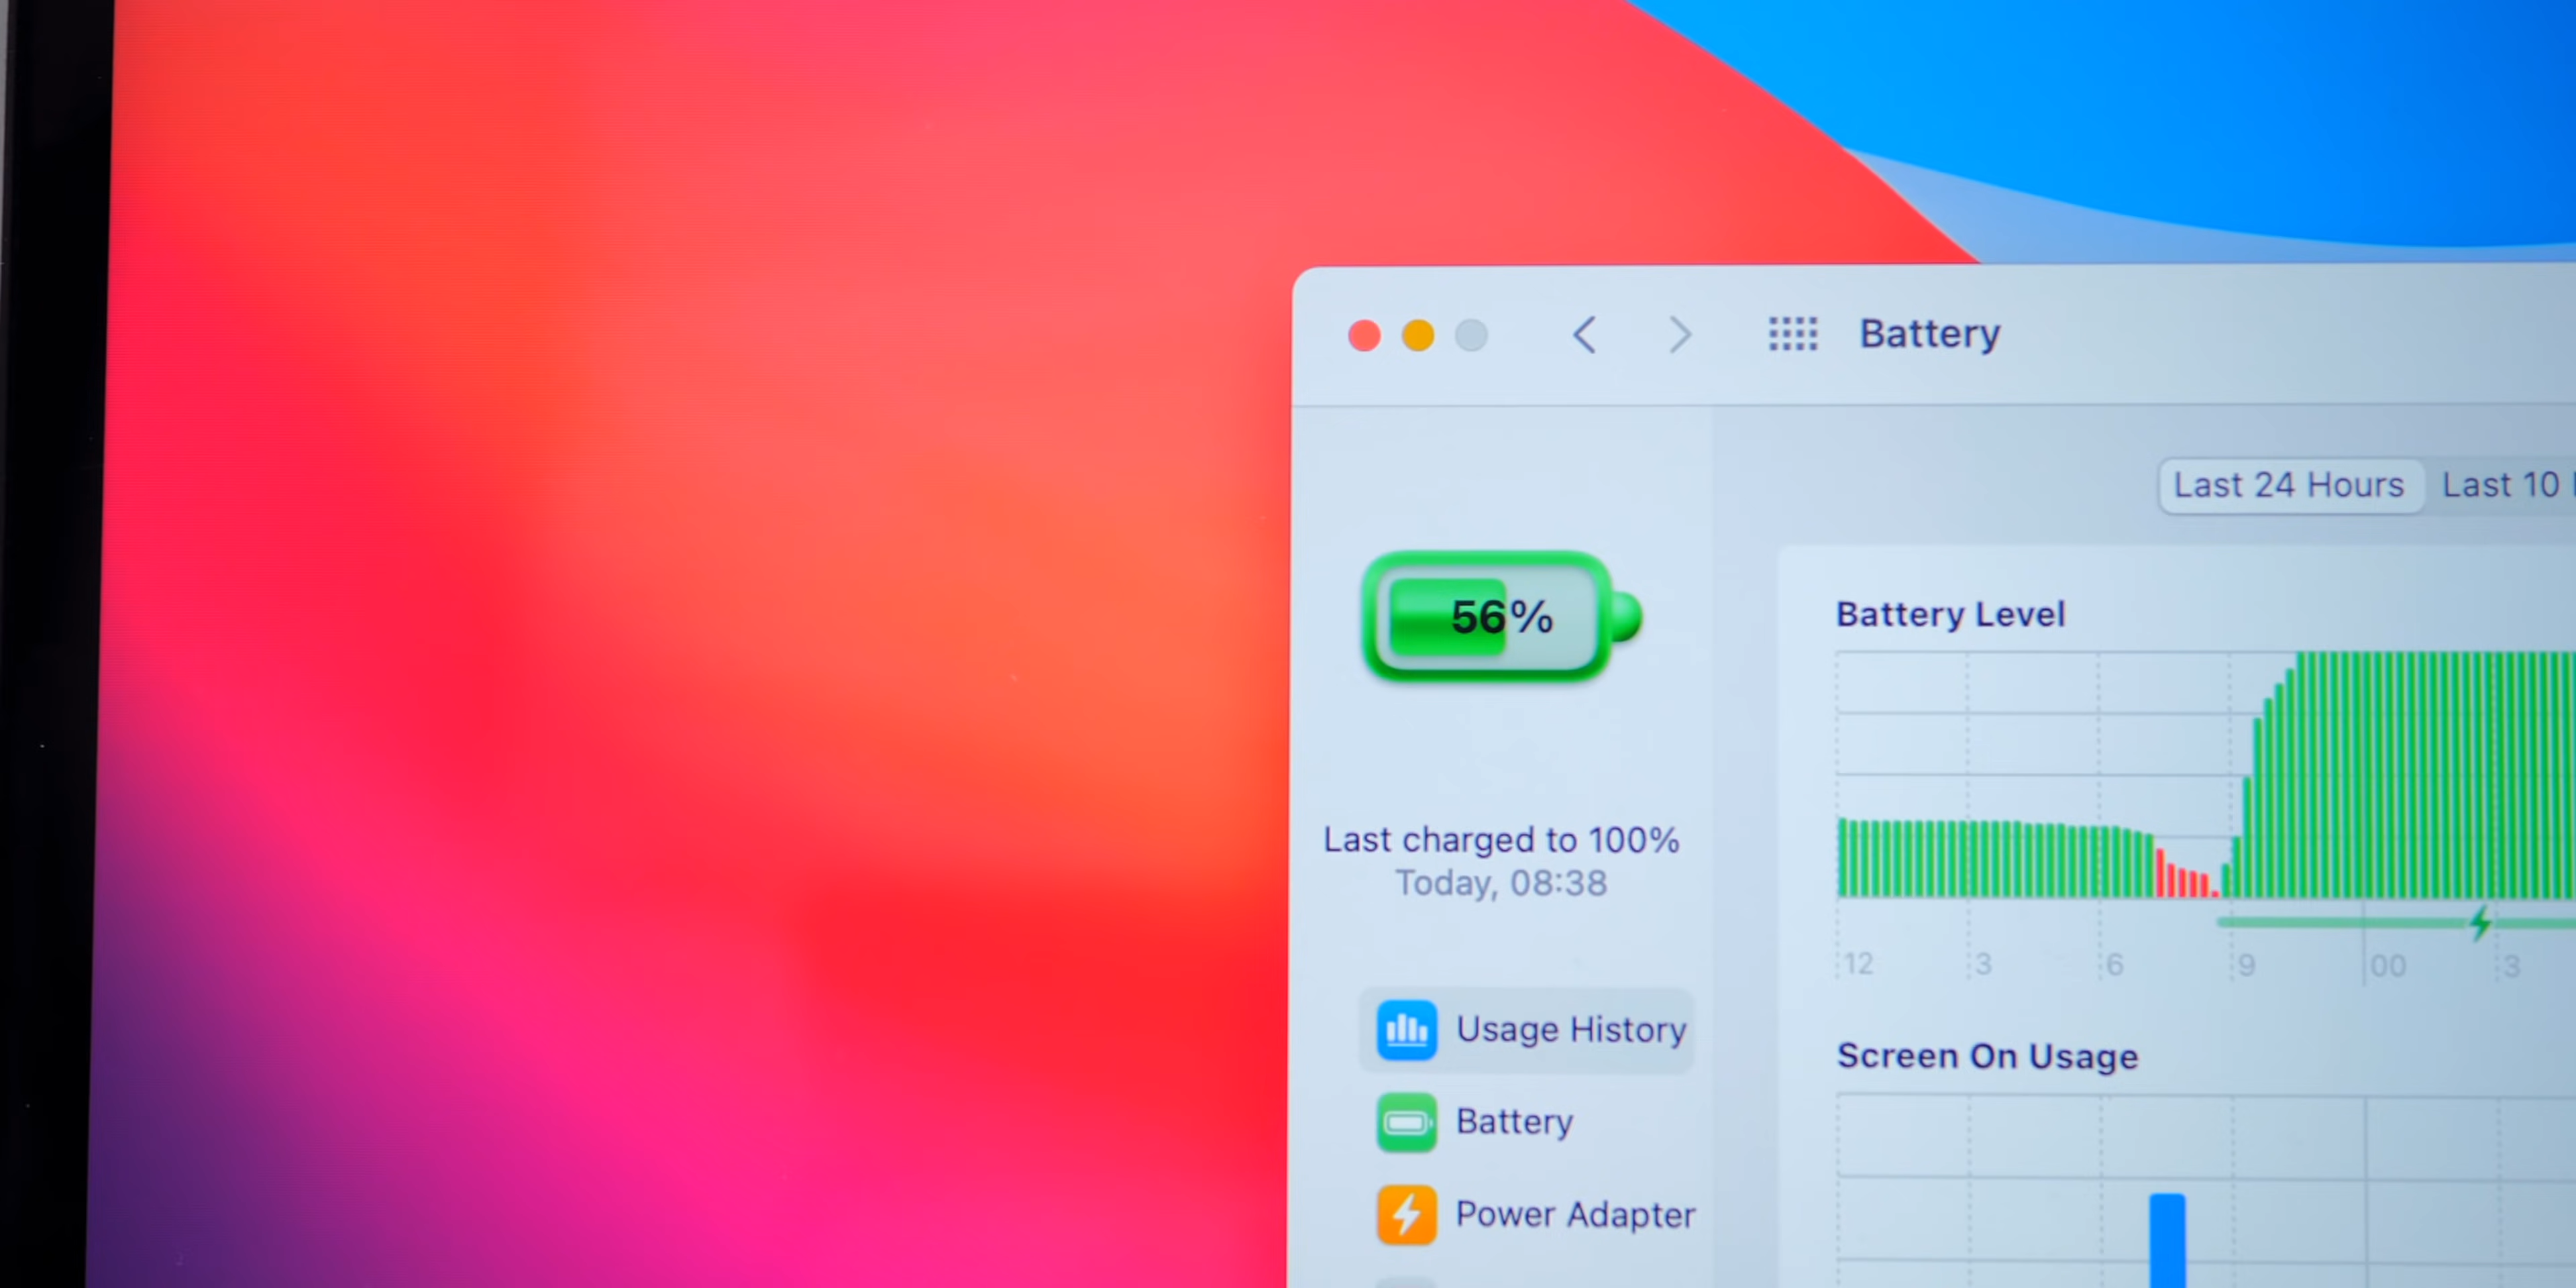 Battery
Last 24 Hours
Last 10
56%
Last charged to 100%
Today, 08:38
Usage History
Battery
Power Adapter
Battery Level
12
3
6
9
00
3
Screen On Usage